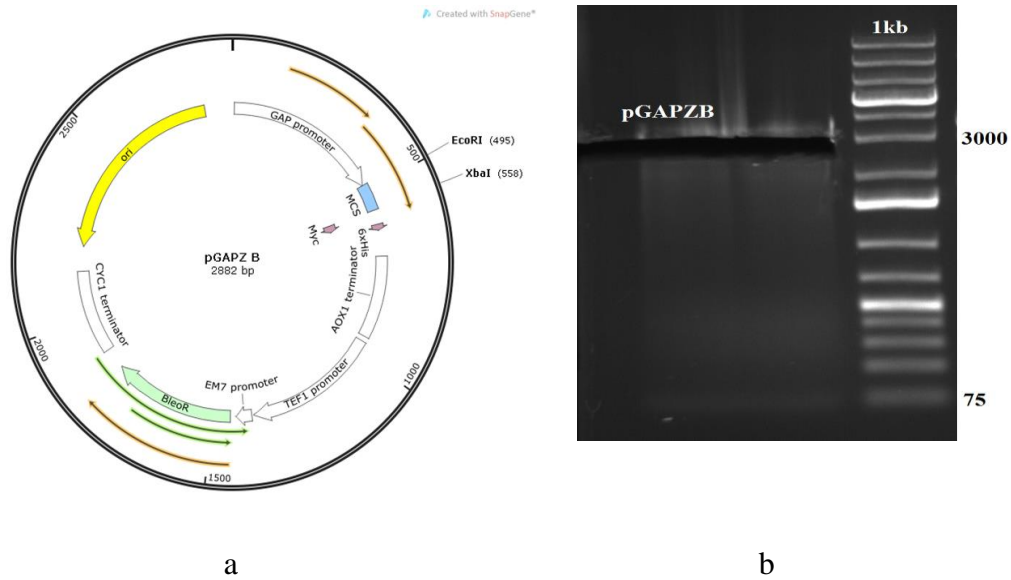 Created with SnapGene®
GAP promoter
500
EcoRI (495)
XbaI (558)
MCS
6xHis
Myc
AOX1 terminator
pGAPZ B
2882 bp
1000
TEF1 promoter
EM7 promoter
BleoR
1500
CYC1 terminator
2000
ori
2500
a
1kb
pGAPZB
3000
75
b